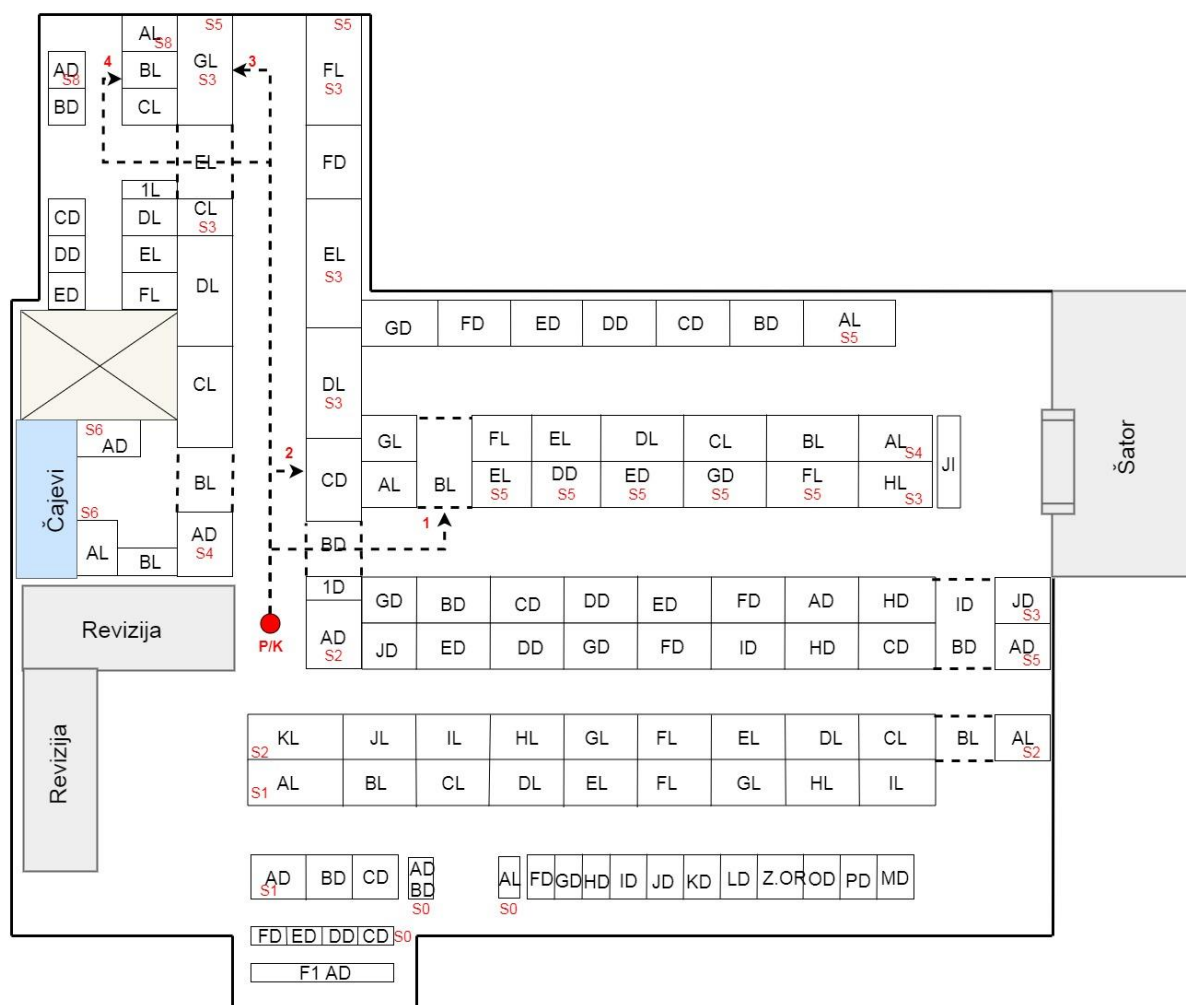 S5 S5
AL S8
4 3
AD S8 BL GL S3 FL S3
BD CL
EL FD
1L
CD DL CL S3
DD EL EL S3
ED FL DL
GD FD ED DD CD BD AL S5
CL DL S3
S6 AD
GL FL EL DL CL BL AL S4
2
CD
AL BL EL S5 DD S5 ED S5 GD S5 FL S5 HL S3 JI
BL
Čajevi
Šator
S6
1
AL BL AD S4 BD
1D
GD BD CD DD ED FD AD HD ID JD S3
Revizija
P/K
AD S2
JD ED DD GD FD ID HD CD BD AD S5
Revizija
S2 KL JL IL HL GL FL EL DL CL BL AL S2
S1 AL BL CL DL EL FL GL HL IL
AD S1 BD CD AD BD S0 AL S0 FD GD HD ID JD KD LD Z.OR OD PD MD
FD ED DD CD S0
F1 AD